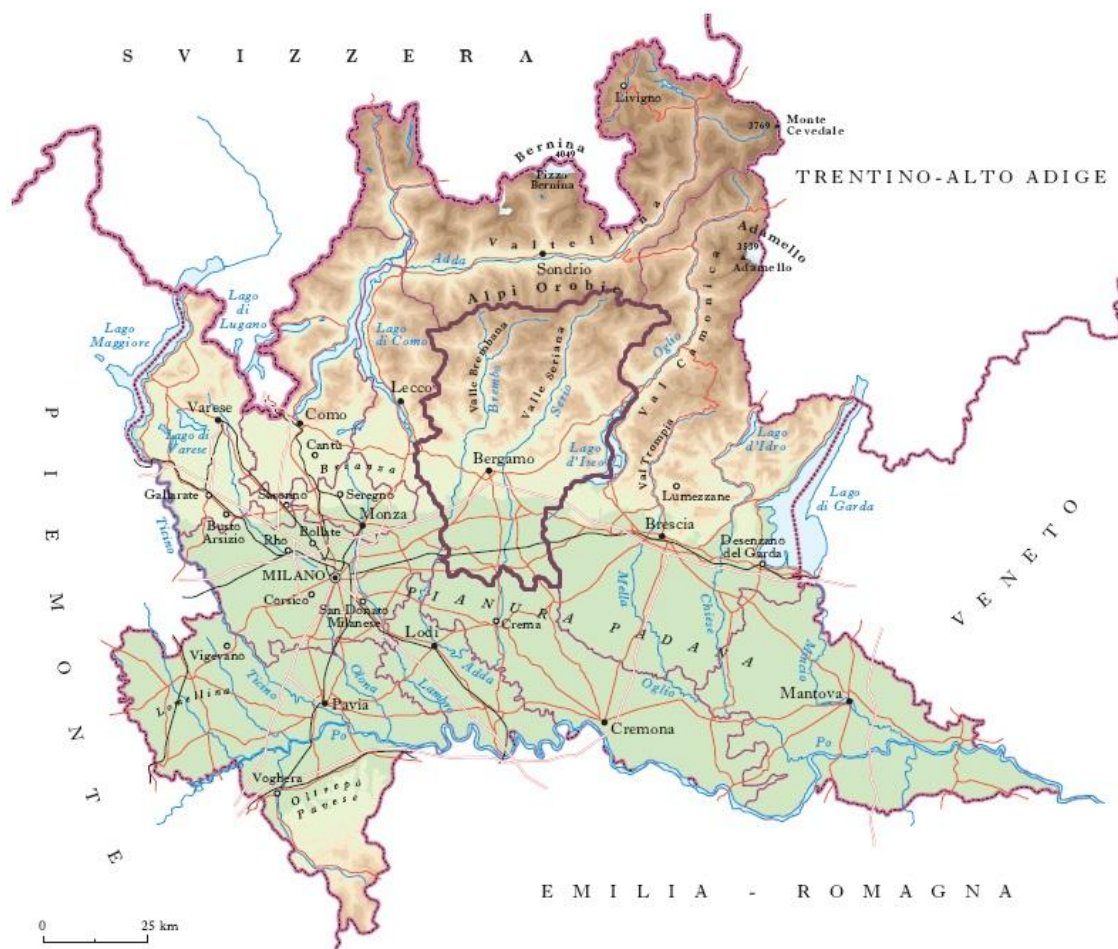 S V I Z Z E R A
Livigno
3769
Monte
Cevedale
Bernina
4049
Pizzo
Bernina
TRENTINO-ALTO ADIGE
Valtellina
Adamello
3539
Adamello
Adda
Sondrio
Alpi Orobie
Lago
Maggiore
Lago
di
Lugano
Lago
di Como
Valle Brembana
Brembo
Valle Seriana
Serio
Oglio
Val Camonica
Lecco
Varese
Lago di
Varese
Como
Cantù
Brianza
Bergamo
Lago
d'Iseo
Val Trompia
Lago
d'Idro
Lago
di Garda
Lumezzane
Gallarate
Saronno
Seregno
Monza
Busto
Arsizio
Bollate
Rho
Ticino
Brescia
Desenzano
del Garda
MILANO
Corsico
San Donato
Milanese
PIANURA PADANA
Crema
Mella
Chiese
Lodi
Adda
Vigevano
Ticino
Olona
Lambro
Lomellina
Pavia
Oglio
Mincio
Mantova
Cremona
Po
Po
Voghera
Oltrepò
Pavese
P I E M O N T E
V E N E T O
E M I L I A - R O M A G N A
0 25 km